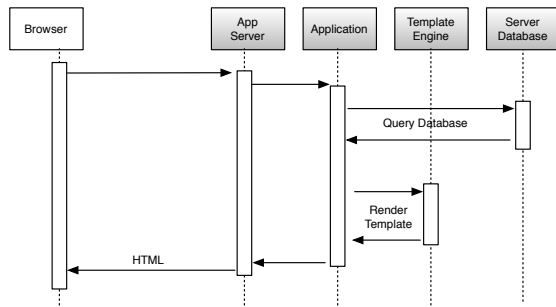 Browser
App
Server
Application
Template
Engine
Server
Database
Query Database
Render
Template
HTML